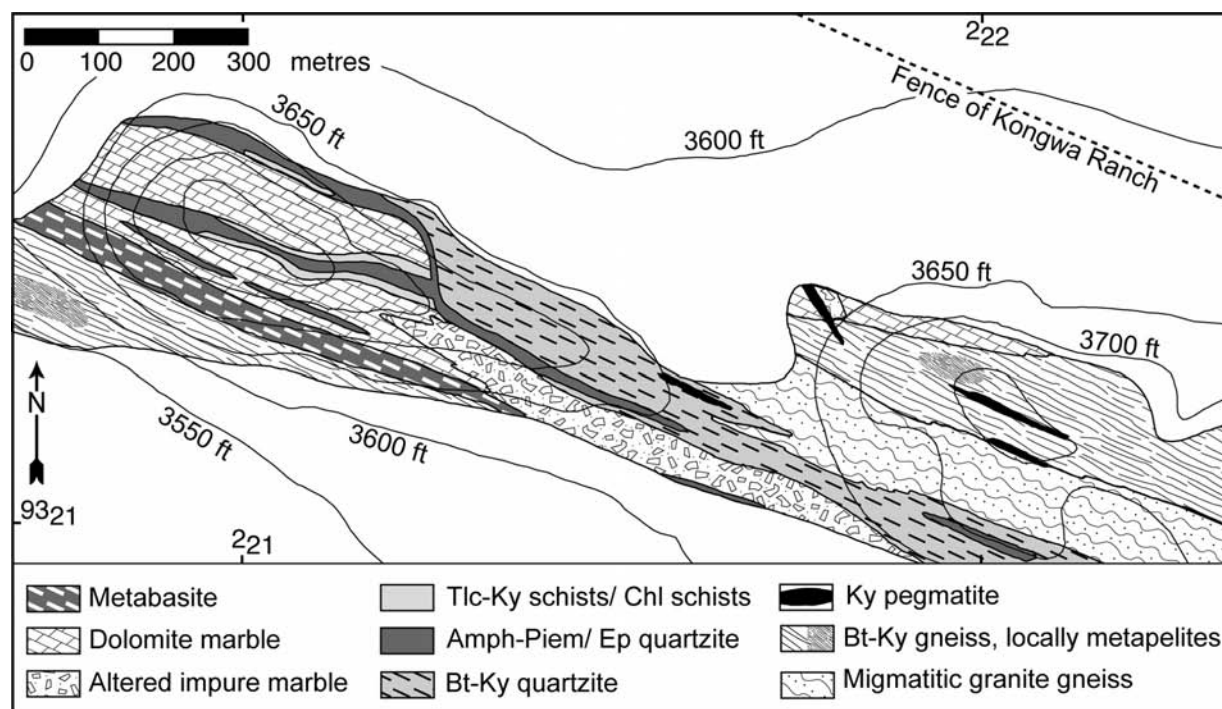 0 100 200 300 metres
222
Fence of Kongwa Ranch
3650 ft
3600 ft
3650 ft
3700 ft
N
3550 ft
3600 ft
9321
221
Metabasite
Dolomite marble
Altered impure marble
Tlc-Ky schists/ Chl schists
Amph-Piem/ Ep quartzite
Bt-Ky quartzite
Ky pegmatite
Bt-Ky gneiss, locally metapelites
Migmatitic granite gneiss